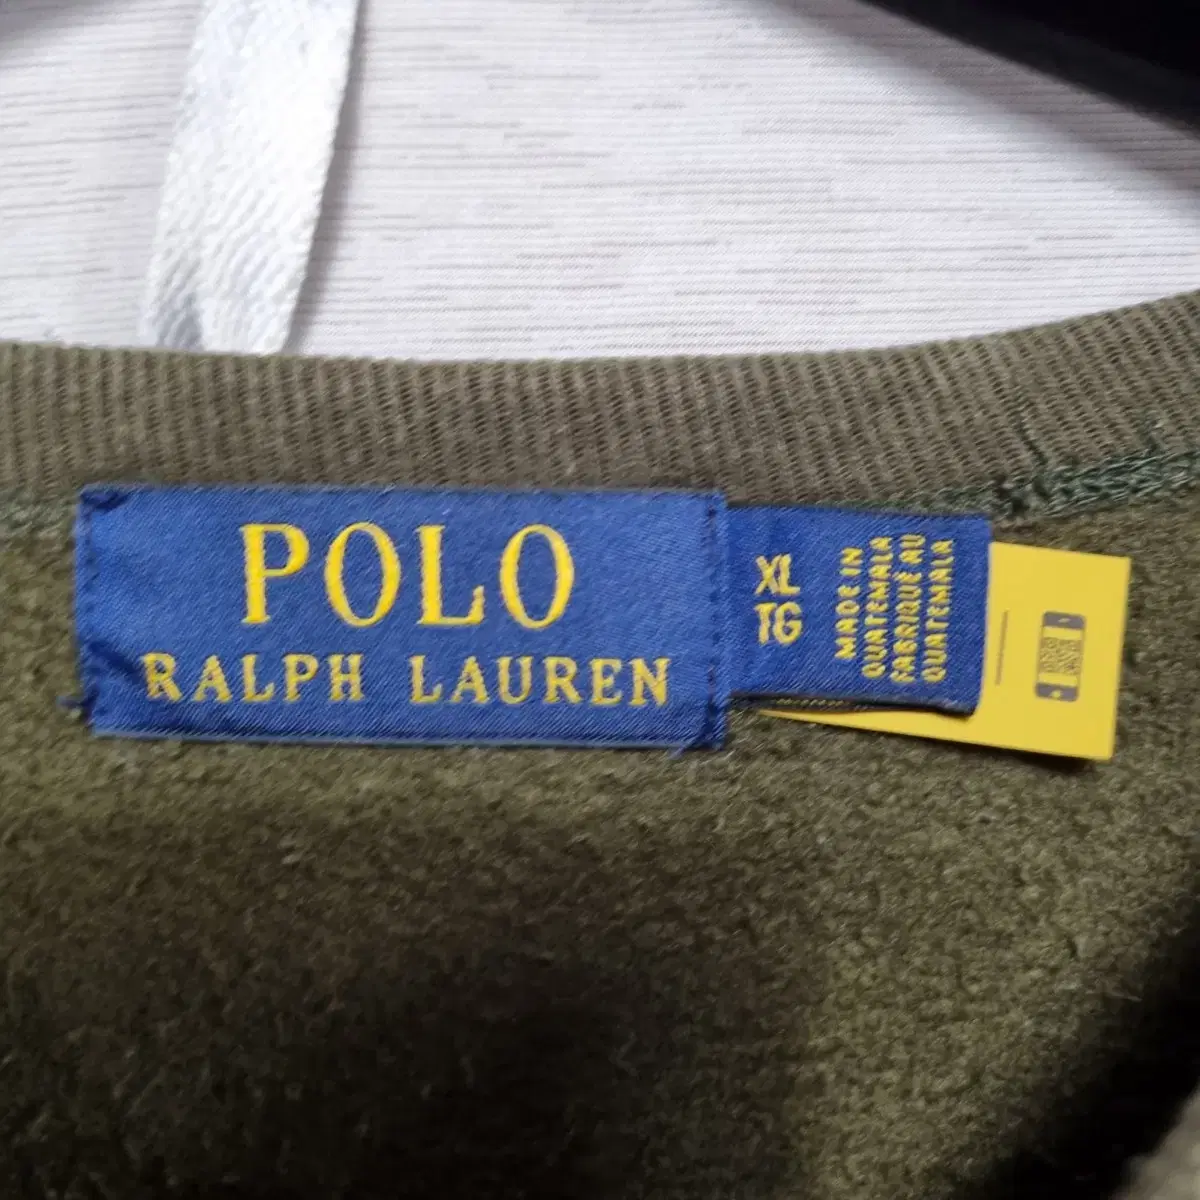 POLO
RALPH LAUREN
XL
TG
MADE IN
GUATEMALA
FABRIQUÉ AU
GUATEMALA